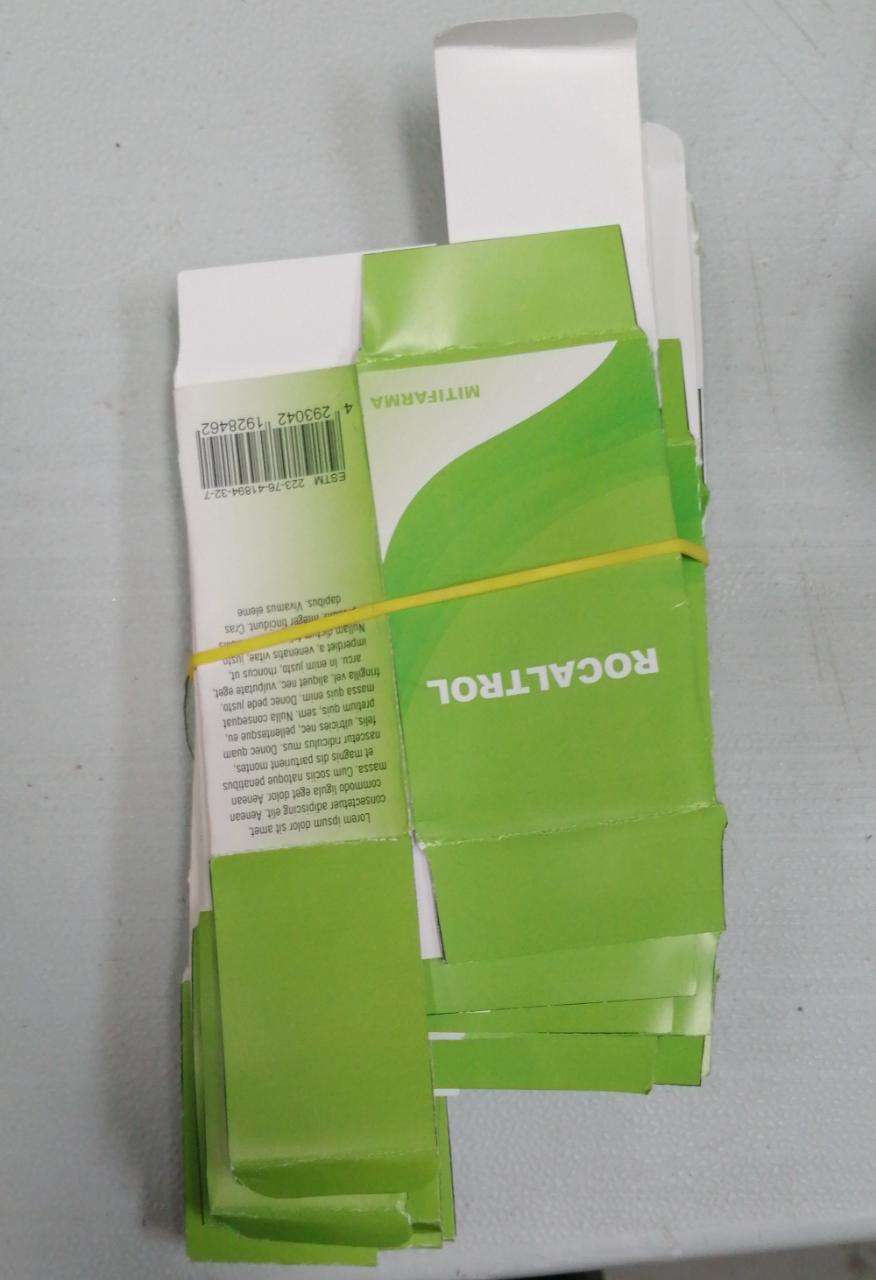 MITIFARMA
ROCALTROL
ESTM 223-76-41894-32-7
4 293042 1928462
Lorem ipsum dolor sit amet,
consectetuer adipiscing elit. Aenean
commodo ligula eget dolor. Aenean
massa. Cum sociis natoque penatibus
et magnis dis parturient montes,
nascetur ridiculus mus. Donec quam
felis, ultricies nec, pellentesque eu,
pretium quis, sem. Nulla consequat
massa quis enim. Donec pede justo,
fringilla vel, aliquet nec, vulputate eget,
arcu. In enim justo, rhoncus ut,
imperdiet a, venenatis vitae, justo
Nullam dictum
Integer tincidunt. Cras
dapibus. Vivamus eleme